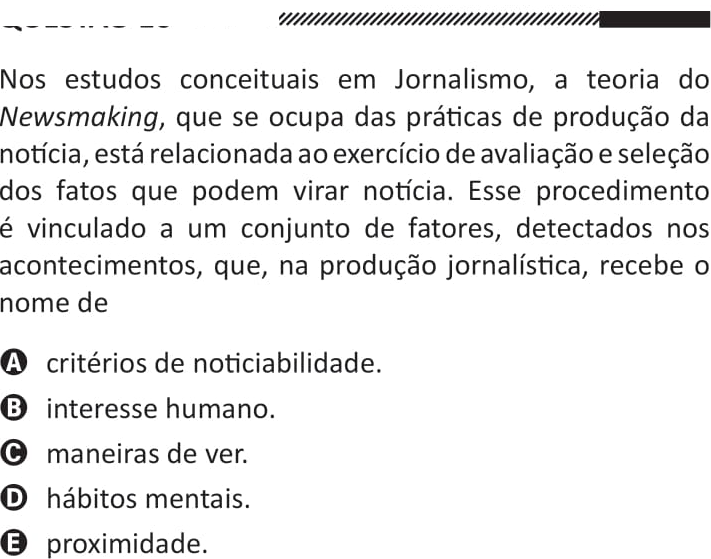 Nos estudos conceituais em Jornalismo, a teoria do
Newsmaking, que se ocupa das práticas de produção da
notícia, está relacionada ao exercício de avaliação e seleção
dos fatos que podem virar notícia. Esse procedimento
é vinculado a um conjunto de fatores, detectados nos
acontecimentos, que, na produção jornalística, recebe o
nome de
A critérios de noticiabilidade.
B interesse humano.
C maneiras de ver.
D hábitos mentais.
E proximidade.